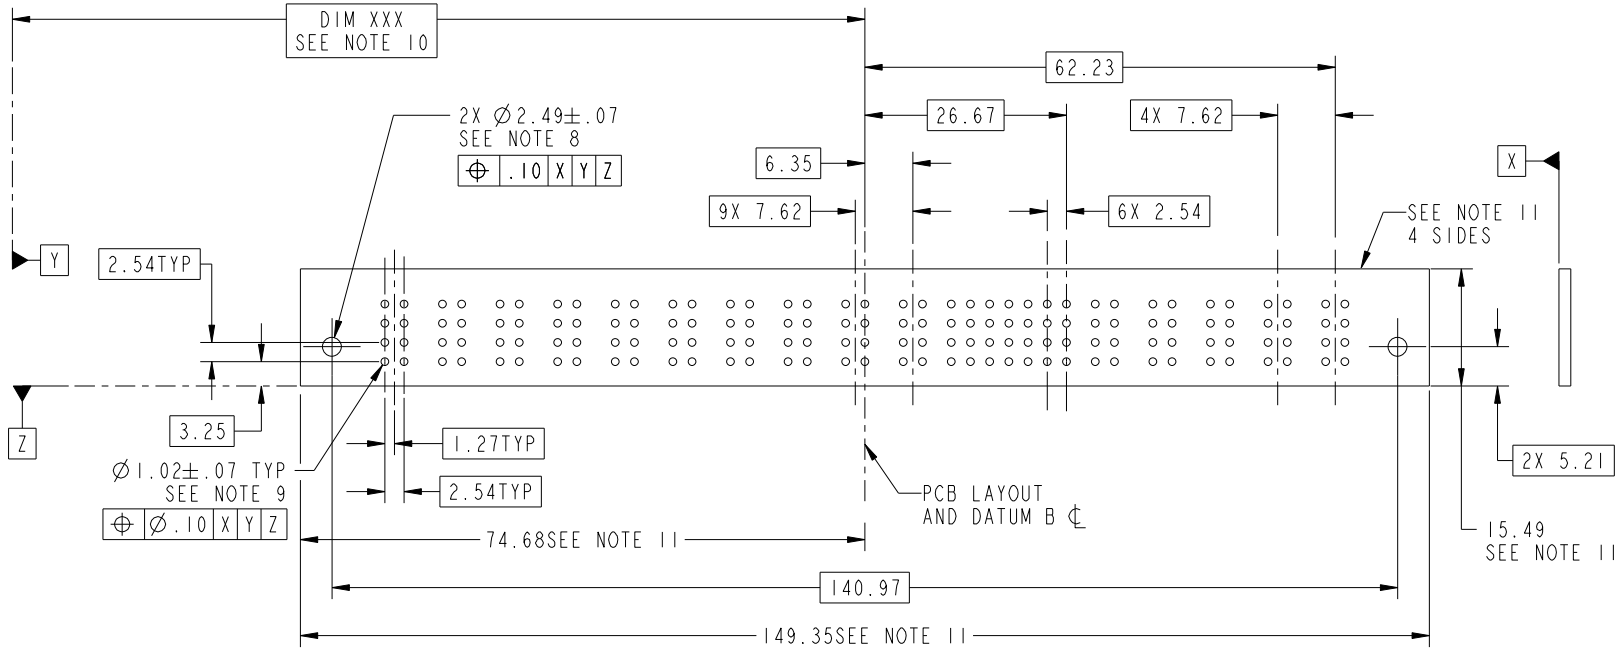 DIM XXX
SEE NOTE 10
62.23
2X Ø2.49±.07
SEE NOTE 8
⌖ .10 X Y Z
26.67
4X 7.62
6.35
X
9X 7.62
6X 2.54
SEE NOTE 11
4 SIDES
Y
2.54TYP
3.25
Z
1.27TYP
2X 5.21
Ø1.02±.07 TYP
SEE NOTE 9
⌖ Ø.10 X Y Z
2.54TYP
PCB LAYOUT
AND DATUM B ℄
74.68SEE NOTE 11
15.49
SEE NOTE 11
140.97
149.35SEE NOTE 11